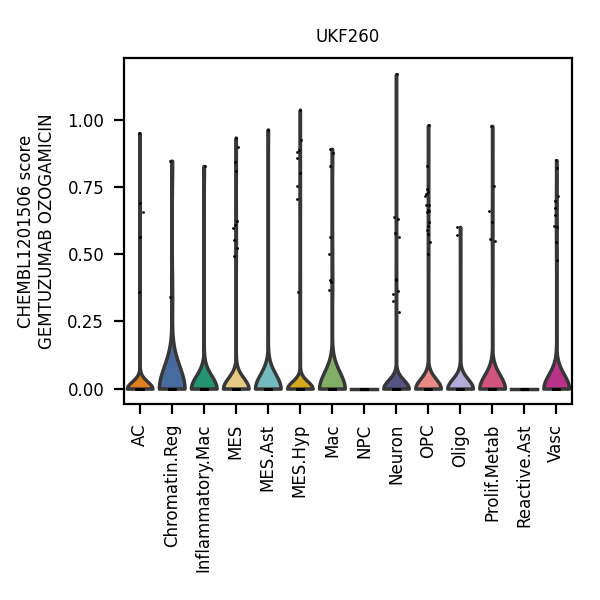 UKF260
CHEMBL1201506 score
GEMTUZUMAB OZOGAMICIN
1.00
0.75
0.50
0.25
0.00
AC
Chromatin.Reg
Inflammatory.Mac
MES
MES.Ast
MES.Hyp
Mac
NPC
Neuron
OPC
Oligo
Prolif.Metab
Reactive.Ast
Vasc